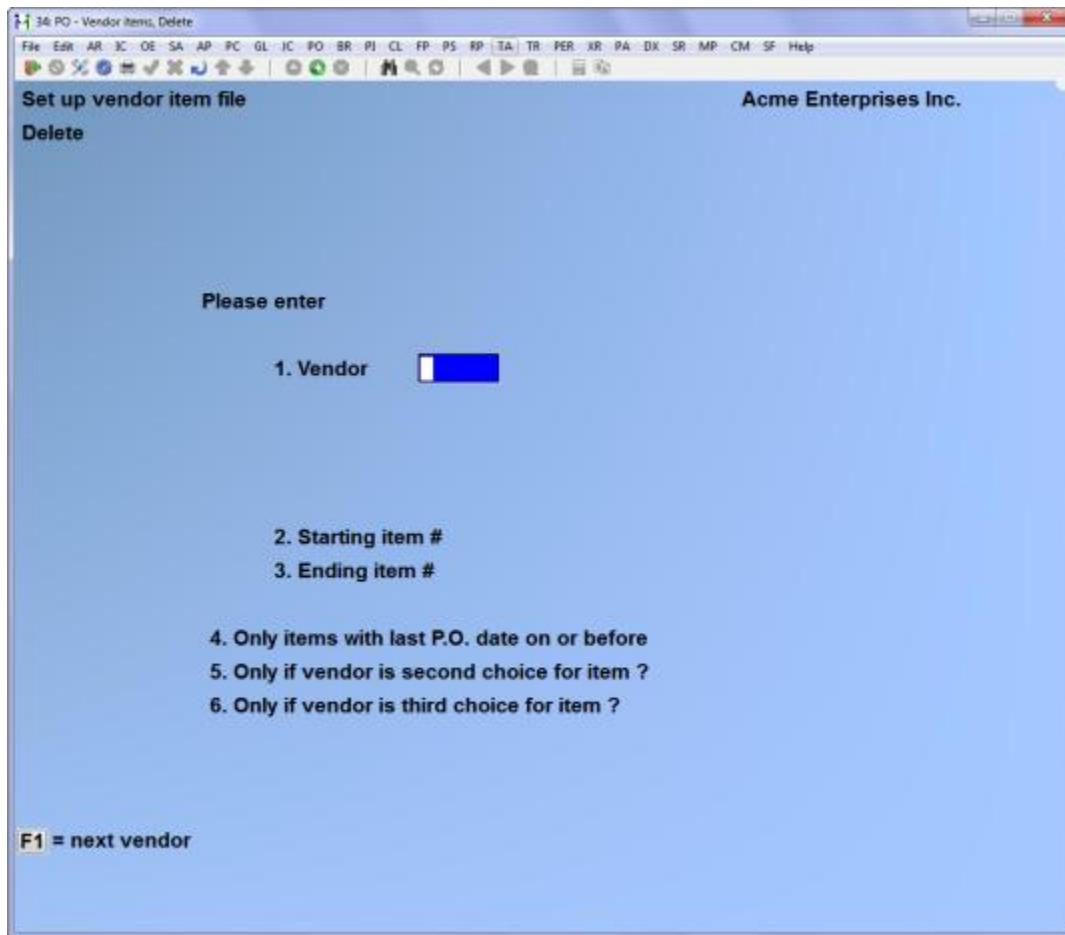 34: PO - Vendor items, Delete
File Edit AR IC OE SA AP PC GL JC PO BR PJ CL FP PS RP TA TR PER XR PA DX SR MP CM SF Help
Set up vendor item file Acme Enterprises Inc.
Delete
Please enter
1. Vendor
2. Starting item #
3. Ending item #
4. Only items with last P.O. date on or before
5. Only if vendor is second choice for item ?
6. Only if vendor is third choice for item ?
F1 = next vendor